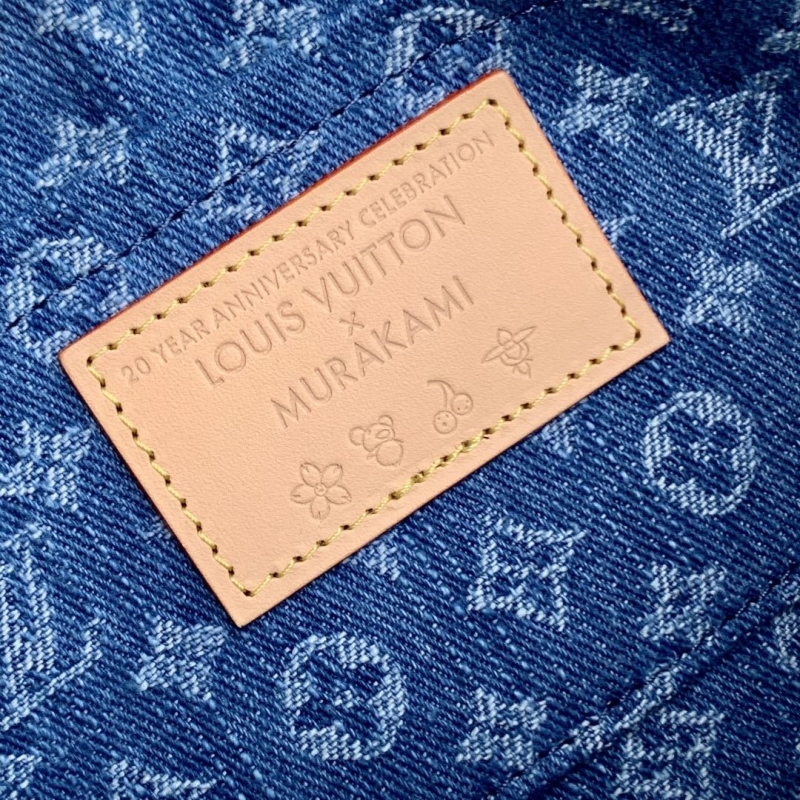 20 YEAR ANNIVERSARY CELEBRATION
LOUIS VUITTON
×
MURAKAMI